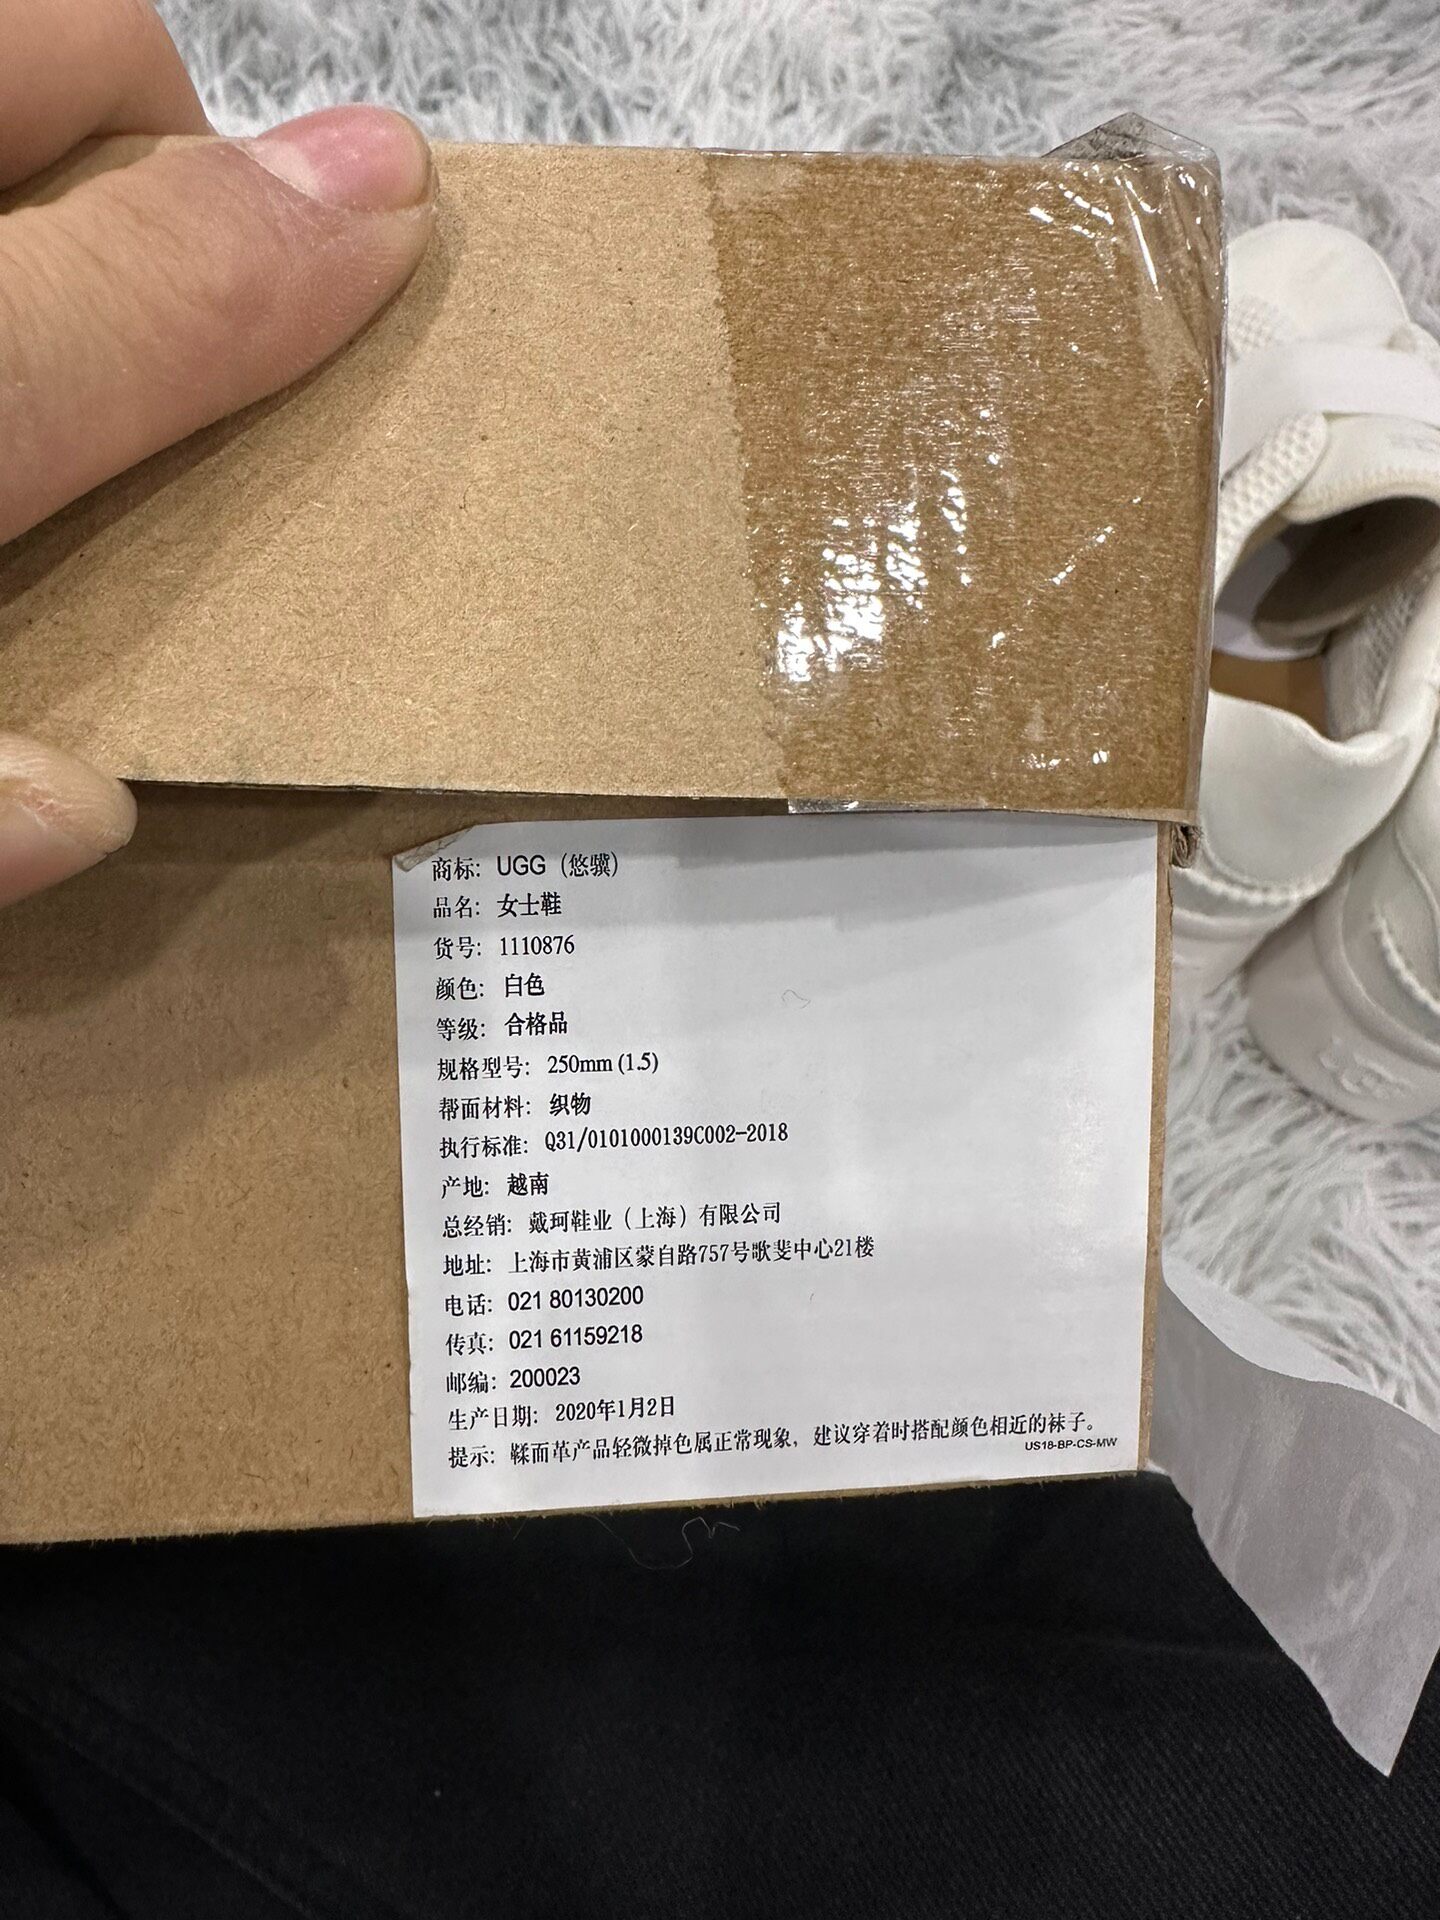 商标: UGG（悠骥）
品名: 女士鞋
货号: 1110876
颜色: 白色
等级: 合格品
规格型号: 250mm (1.5)
帮面材料: 织物
执行标准: Q31/0101000139C002-2018
产地: 越南
总经销: 戴珂鞋业（上海）有限公司
地址: 上海市黄浦区蒙自路757号歌斐中心21楼
电话: 021 80130200
传真: 021 61159218
邮编: 200023
生产日期: 2020年1月2日
提示: 鞣而革产品轻微掉色属正常现象，建议穿着时搭配颜色相近的袜子。
US18-BP-CS-MW